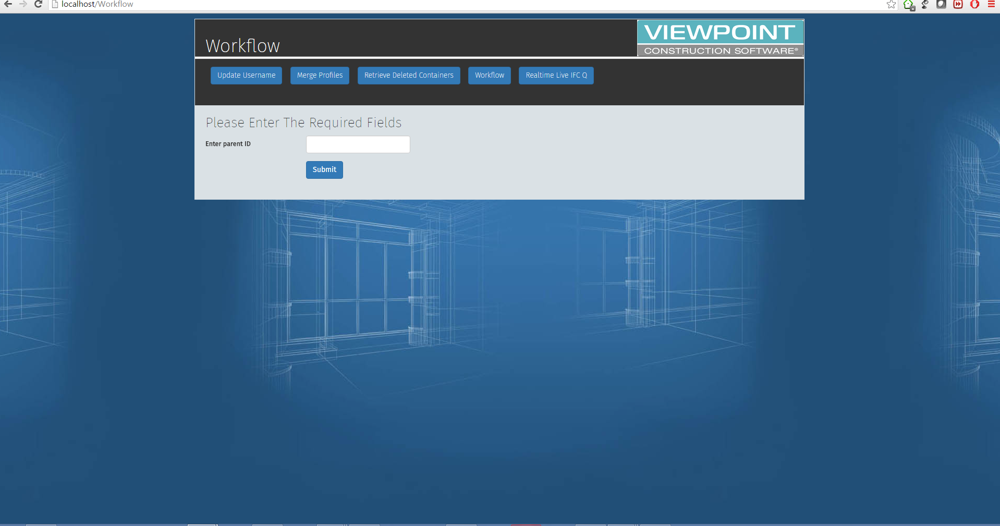 localhost/Workflow
Workflow
VIEWPOINT
CONSTRUCTION SOFTWARE®
Update Username Merge Profiles Retrieve Deleted Containers Workflow Realtime Live IFC Q
Please Enter The Required Fields
Enter parent ID
Submit